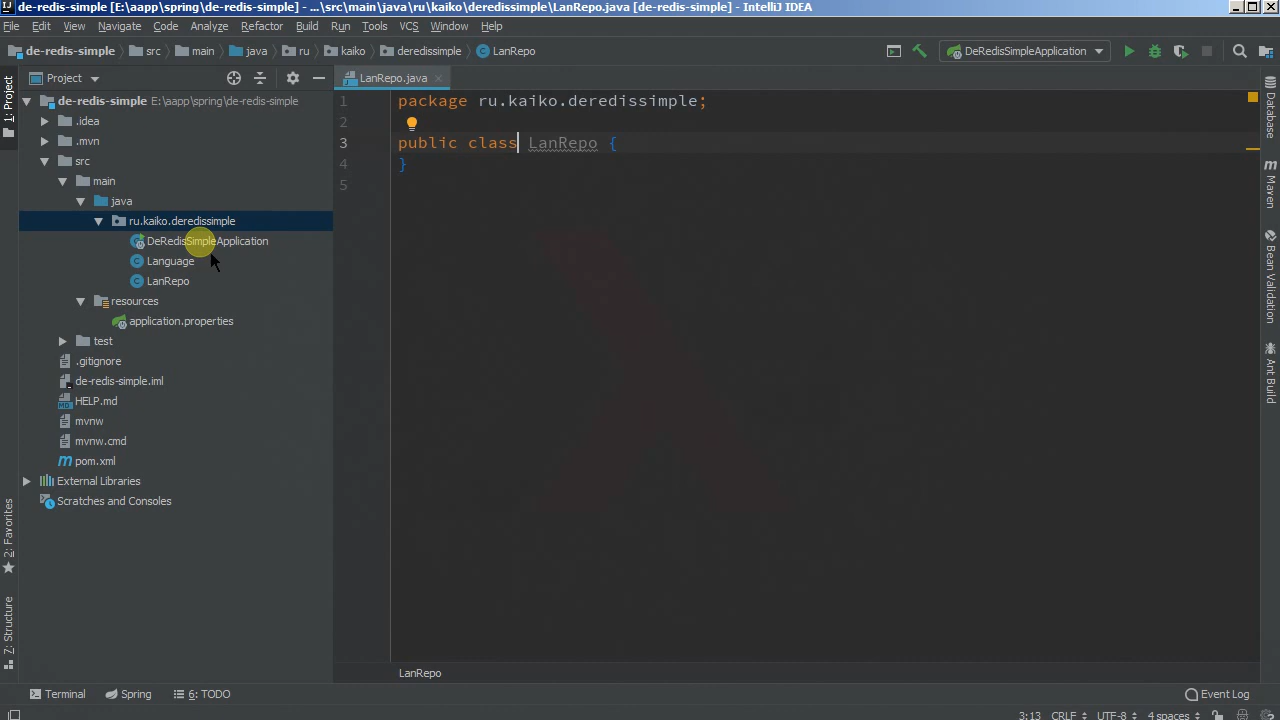 de-redis-simple [E:\aapp\spring\de-redis-simple] - ...\src\main\java\ru\kaiko\deredissimple\LanRepo.java [de-redis-simple] - IntelliJ IDEA
File Edit View Navigate Code Analyze Refactor Build Run Tools VCS Window Help
de-redis-simple src main java ru kaiko deredissimple LanRepo DeRedisSimpleApplication
1: Project
Project
LanRepo.java
de-redis-simple E:\aapp\spring\de-redis-simple
.idea
.mvn
src
main
java
ru.kaiko.deredissimple
DeRedisSimpleApplication
Language
LanRepo
resources
application.properties
test
.gitignore
de-redis-simple.iml
HELP.md
mvnw
mvnw.cmd
pom.xml
External Libraries
Scratches and Consoles
1 package ru.kaiko.deredissimple;
2
3 public class LanRepo {
4 }
5
Database
Maven
Bean Validation
Ant Build
2: Favorites
Z: Structure
LanRepo
Terminal Spring 6: TODO Event Log
3:13 CRLF UTF-8 4 spaces